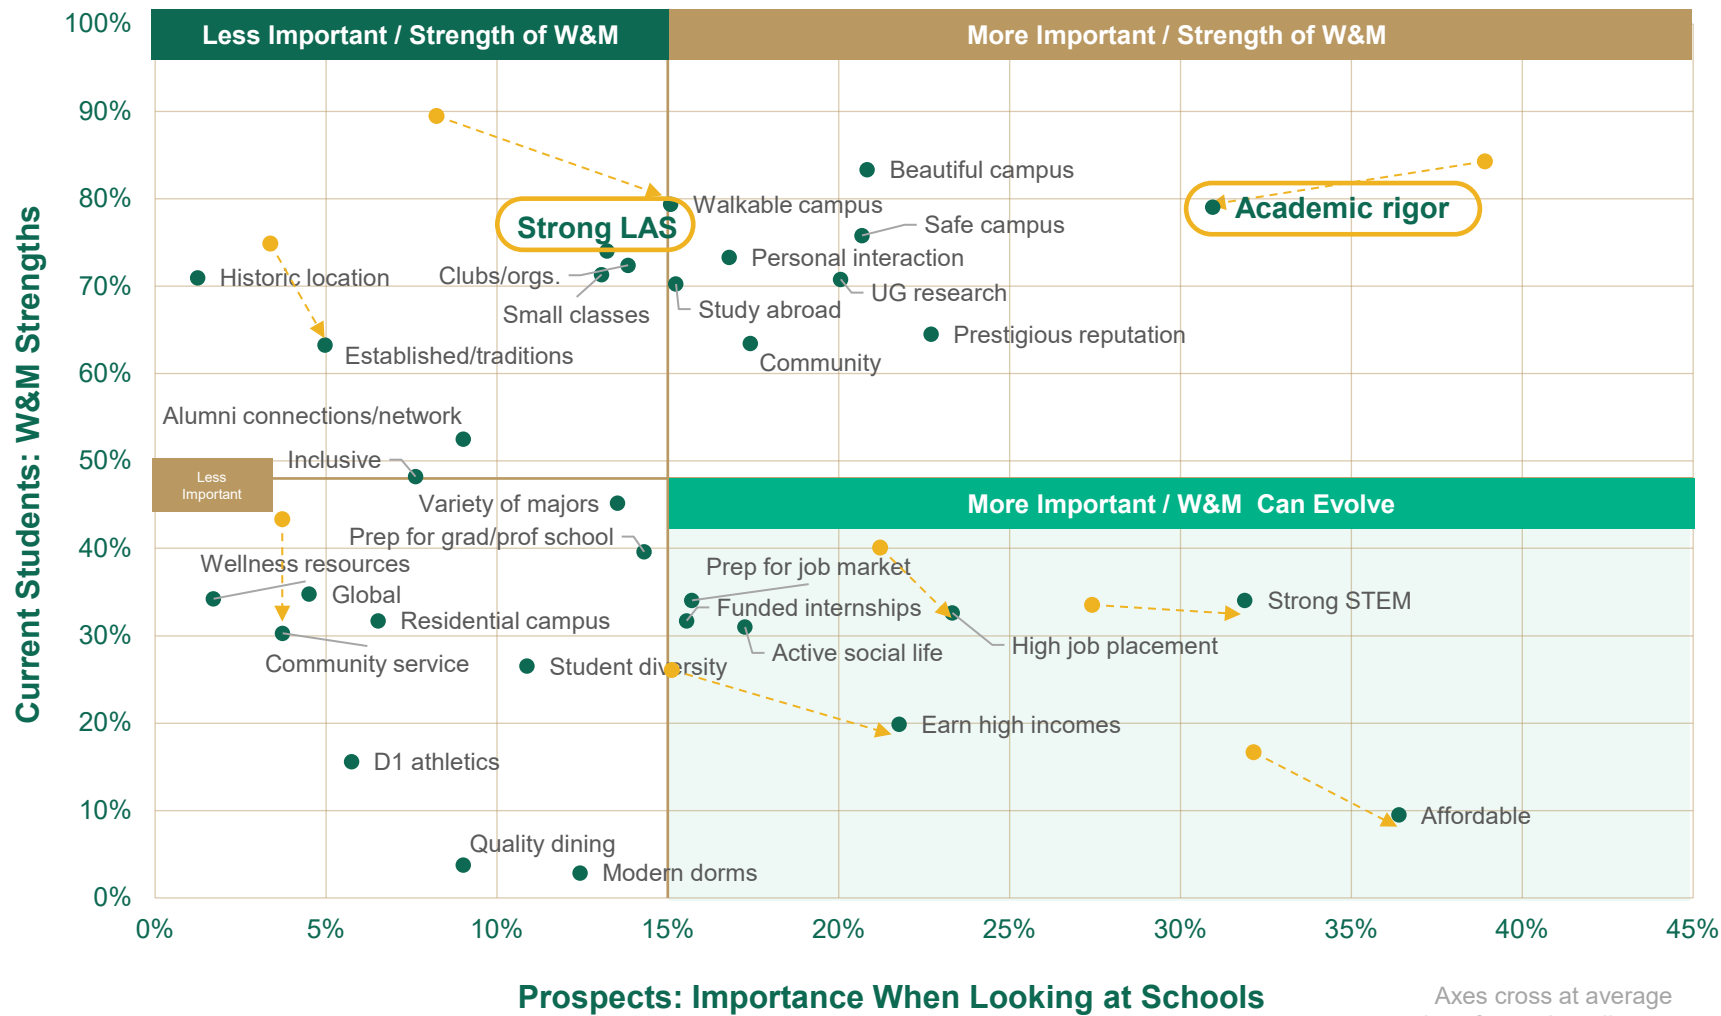 100%
Less Important / Strength of W&M
More Important / Strength of W&M
90%
Beautiful campus
80%
Walkable campus
Academic rigor
Strong LAS
Safe campus
Personal interaction
Historic location
Clubs/orgs.
70%
UG research
Small classes
Study abroad
Prestigious reputation
Established/traditions
Community
60%
Alumni connections/network
50%
Inclusive
Less
Important
Variety of majors
More Important / W&M  Can Evolve
Prep for grad/prof school
40%
Wellness resources
Prep for job market
Global
Funded internships
Strong STEM
Residential campus
30%
High job placement
Active social life
Community service
Student diversity
20%
Earn high incomes
D1 athletics
10%
Affordable
Quality dining
Modern dorms
0%
0%
5%
10%
15%
20%
25%
30%
35%
40%
45%
Current Students: W&M Strengths
Prospects: Importance When Looking at Schools
Axes cross at average